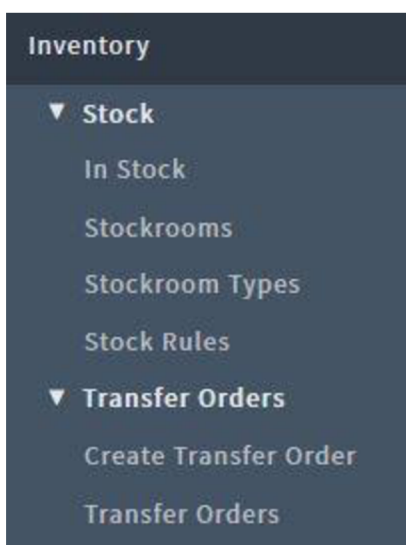 Inventory
▼ Stock
In Stock
Stockrooms
Stockroom Types
Stock Rules
▼ Transfer Orders
Create Transfer Order
Transfer Orders